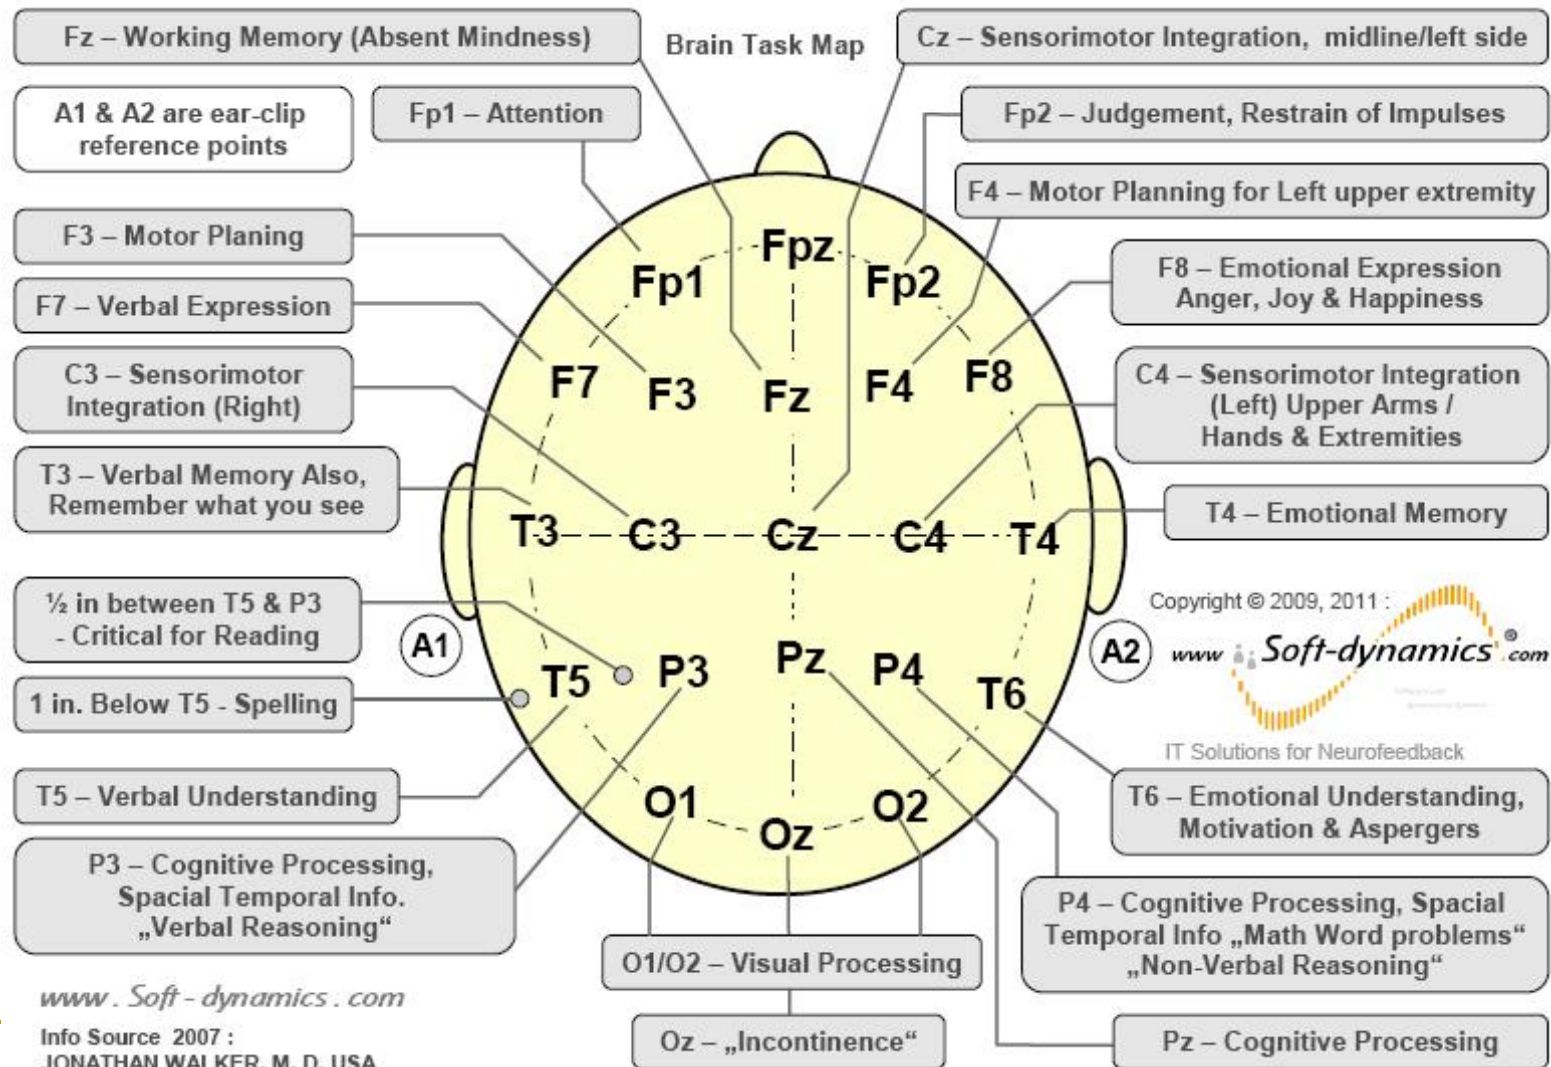 Fz – Working Memory (Absent Mindness)
Brain Task Map
Cz – Sensorimotor Integration, midline/left side
A1 & A2 are ear-clip
reference points
Fp1 – Attention
Fp2 – Judgement, Restrain of Impulses
F4 – Motor Planning for Left upper extremity
F3 – Motor Planing
F7 – Verbal Expression
F8 – Emotional Expression
Anger, Joy & Happiness
C3 – Sensorimotor
Integration (Right)
C4 – Sensorimotor Integration
(Left) Upper Arms /
Hands & Extremities
T3 – Verbal Memory Also,
Remember what you see
T4 – Emotional Memory
Fpz
Fp1
Fp2
F7
F3
Fz
F4
F8
T3
C3
Cz
C4
T4
½ in between T5 & P3
- Critical for Reading
A1
A2
Copyright © 2009, 2011 :
www Soft-dynamics ® .com
IT Solutions for Neurofeedback
T5
P3
Pz
P4
T6
1 in. Below T5 - Spelling
T5 – Verbal Understanding
O1
Oz
O2
T6 – Emotional Understanding,
Motivation & Aspergers
P3 – Cognitive Processing,
Spacial Temporal Info.
„Verbal Reasoning“
P4 – Cognitive Processing, Spacial
Temporal Info „Math Word problems“
„Non-Verbal Reasoning“
O1/O2 – Visual Processing
Oz – „Incontinence“
Pz – Cognitive Processing
www . Soft - dynamics . com
Info Source 2007 :
JONATHAN WALKER, M. D. USA